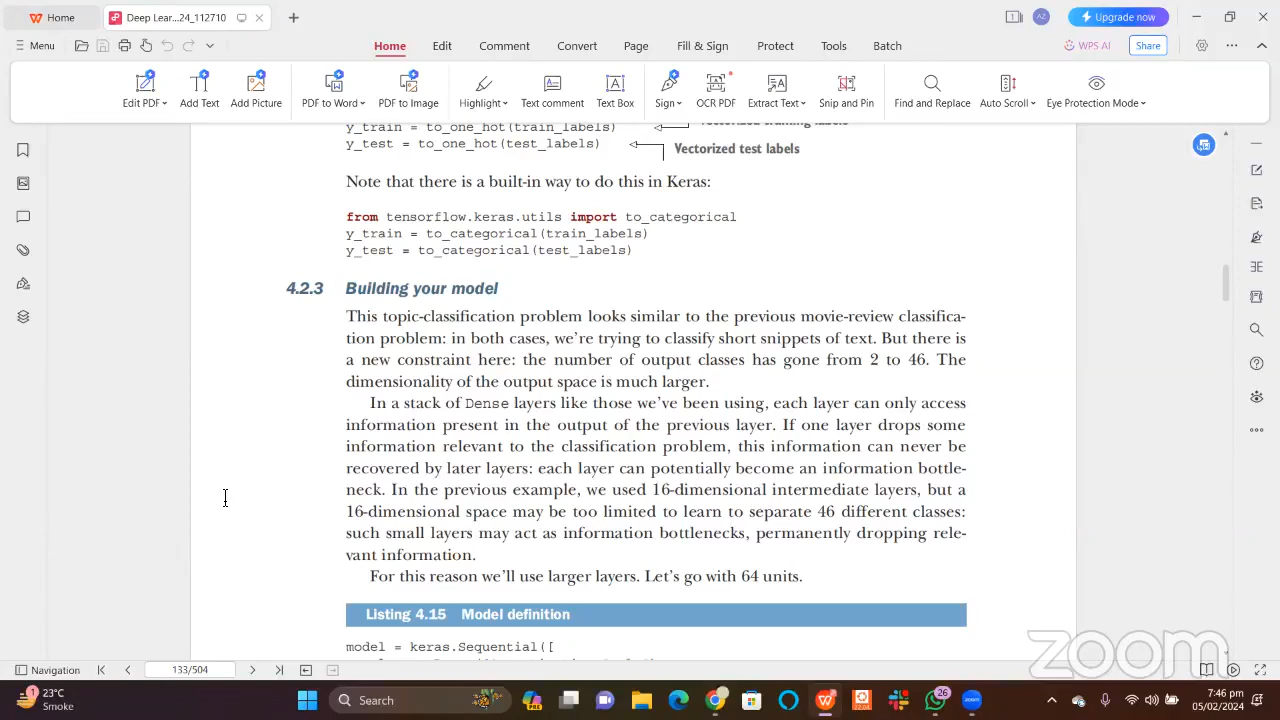 Home
Deep Lear...24_112710
Upgrade now
Menu
Home Edit Comment Convert Page Fill & Sign Protect Tools Batch
WPS AI
Share
Edit PDF Add Text Add Picture PDF to Word PDF to Image Highlight Text comment Text Box Sign OCR PDF Extract Text Snip and Pin Find and Replace Auto Scroll Eye Protection Mode
y_train = to_one_hot(train_labels)
y_test = to_one_hot(test_labels)
Vectorized test labels
Note that there is a built-in way to do this in Keras:
from tensorflow.keras.utils import to_categorical
y_train = to_categorical(train_labels)
y_test = to_categorical(test_labels)
4.2.3 Building your model
This topic-classification problem looks similar to the previous movie-review classifica-
tion problem: in both cases, we're trying to classify short snippets of text. But there is
a new constraint here: the number of output classes has gone from 2 to 46. The
dimensionality of the output space is much larger.
In a stack of Dense layers like those we've been using, each layer can only access
information present in the output of the previous layer. If one layer drops some
information relevant to the classification problem, this information can never be
recovered by later layers: each layer can potentially become an information bottle-
neck. In the previous example, we used 16-dimensional intermediate layers, but a
16-dimensional space may be too limited to learn to separate 46 different classes:
such small layers may act as information bottlenecks, permanently dropping rele-
vant information.
For this reason we'll use larger layers. Let's go with 64 units.
Listing 4.15 Model definition
model = keras.Sequential([
zoom
Navigation
133/504
23°C
Smoke
Search
26
7:46 pm
05/02/2024